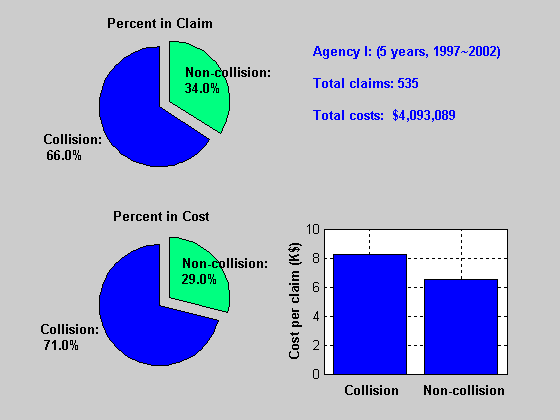 Percent in Claim
Non-collision:
34.0%
Collision:
66.0%
Agency I: (5 years, 1997~2002)
Total claims: 535
Total costs: $4,093,089
Percent in Cost
Non-collision:
29.0%
Collision:
71.0%
Cost per claim (K$)
10
8
6
4
2
0
Collision
Non-collision